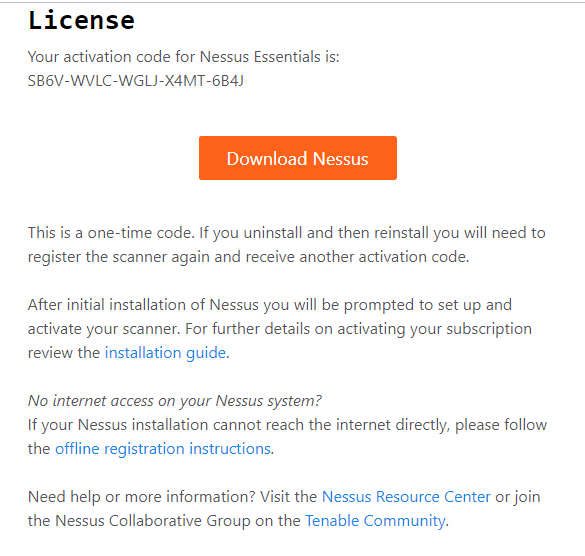 License
Your activation code for Nessus Essentials is:
SB6V-WVLC-WGLJ-X4MT-6B4J
Download Nessus
This is a one-time code. If you uninstall and then reinstall you will need to
register the scanner again and receive another activation code.
After initial installation of Nessus you will be prompted to set up and
activate your scanner. For further details on activating your subscription
review the installation guide.
No internet access on your Nessus system?
If your Nessus installation cannot reach the internet directly, please follow
the offline registration instructions.
Need help or more information? Visit the Nessus Resource Center or join
the Nessus Collaborative Group on the Tenable Community.